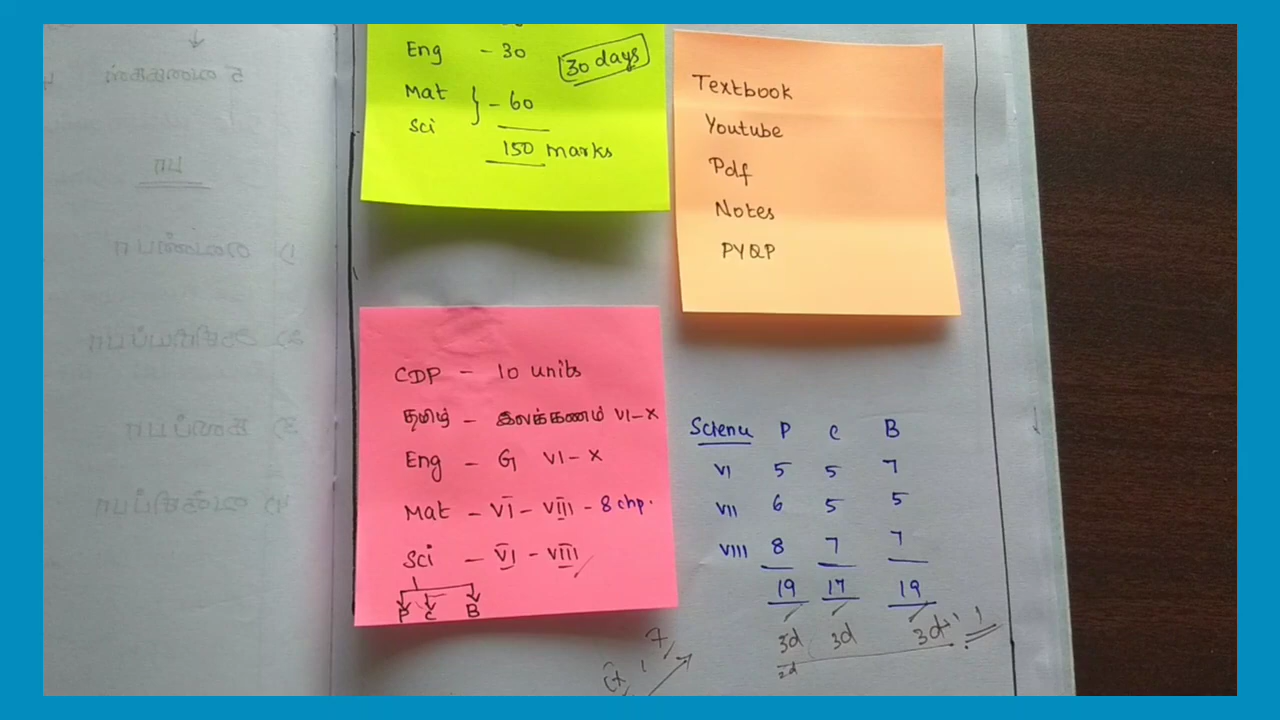 Eng - 30
30 days
Mat
} - 60
Sci
150 marks
Textbook
Youtube
Pdf
Notes
PYQP
CDP - 10 units
தமிழ் - இலக்கணம் VI-X
Eng - G VI-X
Mat - VI - VIII - 8 chp.
Sci - VI - VIII
P C B
Science P C B
VI 5 5 7
VII 6 5 5
VIII 8 7 7
19 17 19
3d 3d 3d
2d